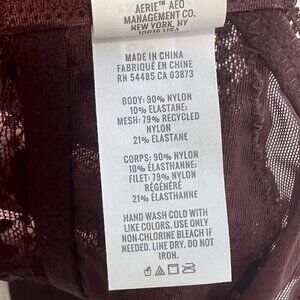 AERIE™ AEO
MANAGEMENT CO.
NEW YORK, NY
10016 USA
MADE IN CHINA
FABRIQUÉ EN CHINE
RN 54485 CA 03873
BODY: 90% NYLON
10% ELASTANE;
MESH: 79% RECYCLED
NYLON
21% ELASTANE
CORPS: 90% NYLON
10% ÉLASTHANNE;
FILET: 79% NYLON
RÉGÉNÉRÉ
21% ÉLASTHANNE
HAND WASH COLD WITH
LIKE COLORS. USE ONLY
NON-CHLORINE BLEACH IF
NEEDED. LINE DRY, DO NOT
IRON.